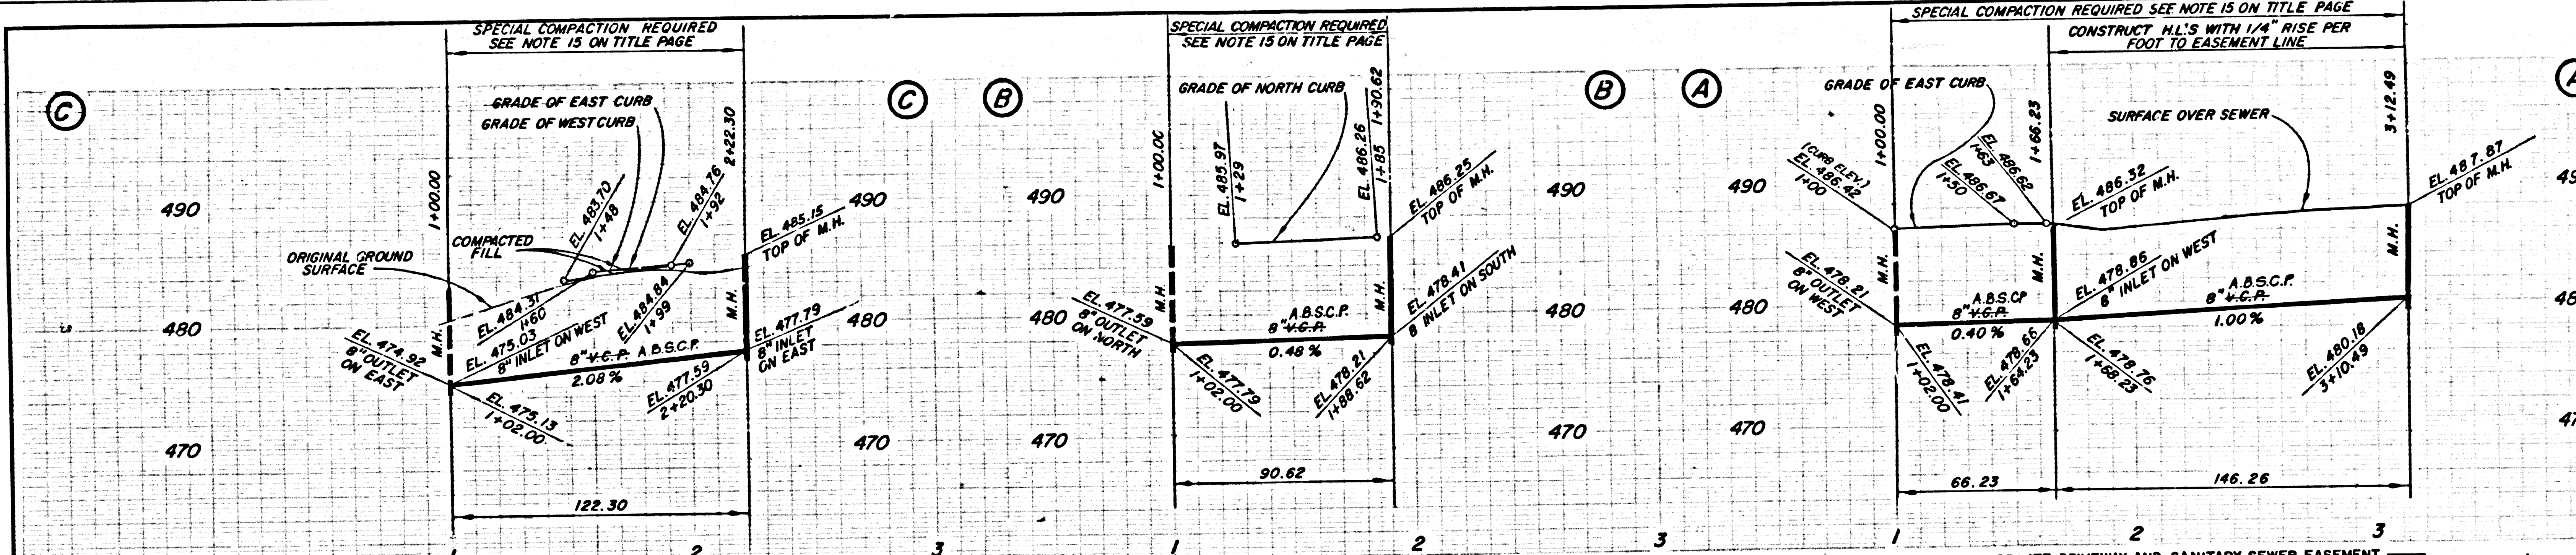 SPECIAL COMPACTION REQUIRED
SEE NOTE 15 ON TITLE PAGE
C
GRADE OF EAST CURB
GRADE OF WEST CURB
1+00.00
2+22.30
EL. 483.70
1+48
EL. 484.76
1+92
EL. 485.15
TOP OF M.H.
490
490
COMPACTED
FILL
ORIGINAL GROUND
SURFACE
M.H.
M.H.
EL. 484.31
1+60
EL. 484.84
1+99
480
480
EL. 474.92
8" OUTLET
ON EAST
EL. 475.03
8" INLET ON WEST
8" V.C.P. A.B.S.C.P.
2.08 %
EL. 477.79
8" INLET
ON EAST
EL. 477.59
2+20.30
EL. 475.13
1+02.00
470
470
122.30
1
2
3
C
B
SPECIAL COMPACTION REQUIRED
SEE NOTE 15 ON TITLE PAGE
GRADE OF NORTH CURB
1+00.00
EL. 485.97
1+29
EL. 486.26
1+85
1+90.62
EL. 486.25
TOP OF M.H.
490
490
M.H.
M.H.
EL. 478.41
8 INLET ON SOUTH
480
480
EL. 477.59
8" OUTLET
ON NORTH
A.B.S.C.P.
8" V.C.P.
0.48 %
EL. 477.79
1+02.00
EL. 478.21
1+88.62
470
470
90.62
1
2
3
B
A
SPECIAL COMPACTION REQUIRED SEE NOTE 15 ON TITLE PAGE
CONSTRUCT H.L.'S WITH 1/4" RISE PER
FOOT TO EASEMENT LINE
GRADE OF EAST CURB
SURFACE OVER SEWER
1+00.00
1+66.23
3+12.49
(CURB ELEV.)
EL. 486.42
1+00
EL. 486.67
1+50
EL. 486.62
1+63
EL. 486.32
TOP OF M.H.
EL. 487.87
TOP OF M.H.
490
M.H.
M.H.
M.H.
EL. 478.21
8" OUTLET
ON WEST
EL. 478.86
8" INLET ON WEST
480
A.B.S.CP
8" V.C.P.
0.40 %
A.B.S.C.P.
8" V.C.P.
1.00 %
EL. 478.41
1+02.00
EL. 478.66
1+64.23
EL. 478.76
1+68.23
EL. 480.18
3+10.49
470
66.23
146.26
1
2
3
DRIVEWAY AND SANITARY SEWER EASEMENT